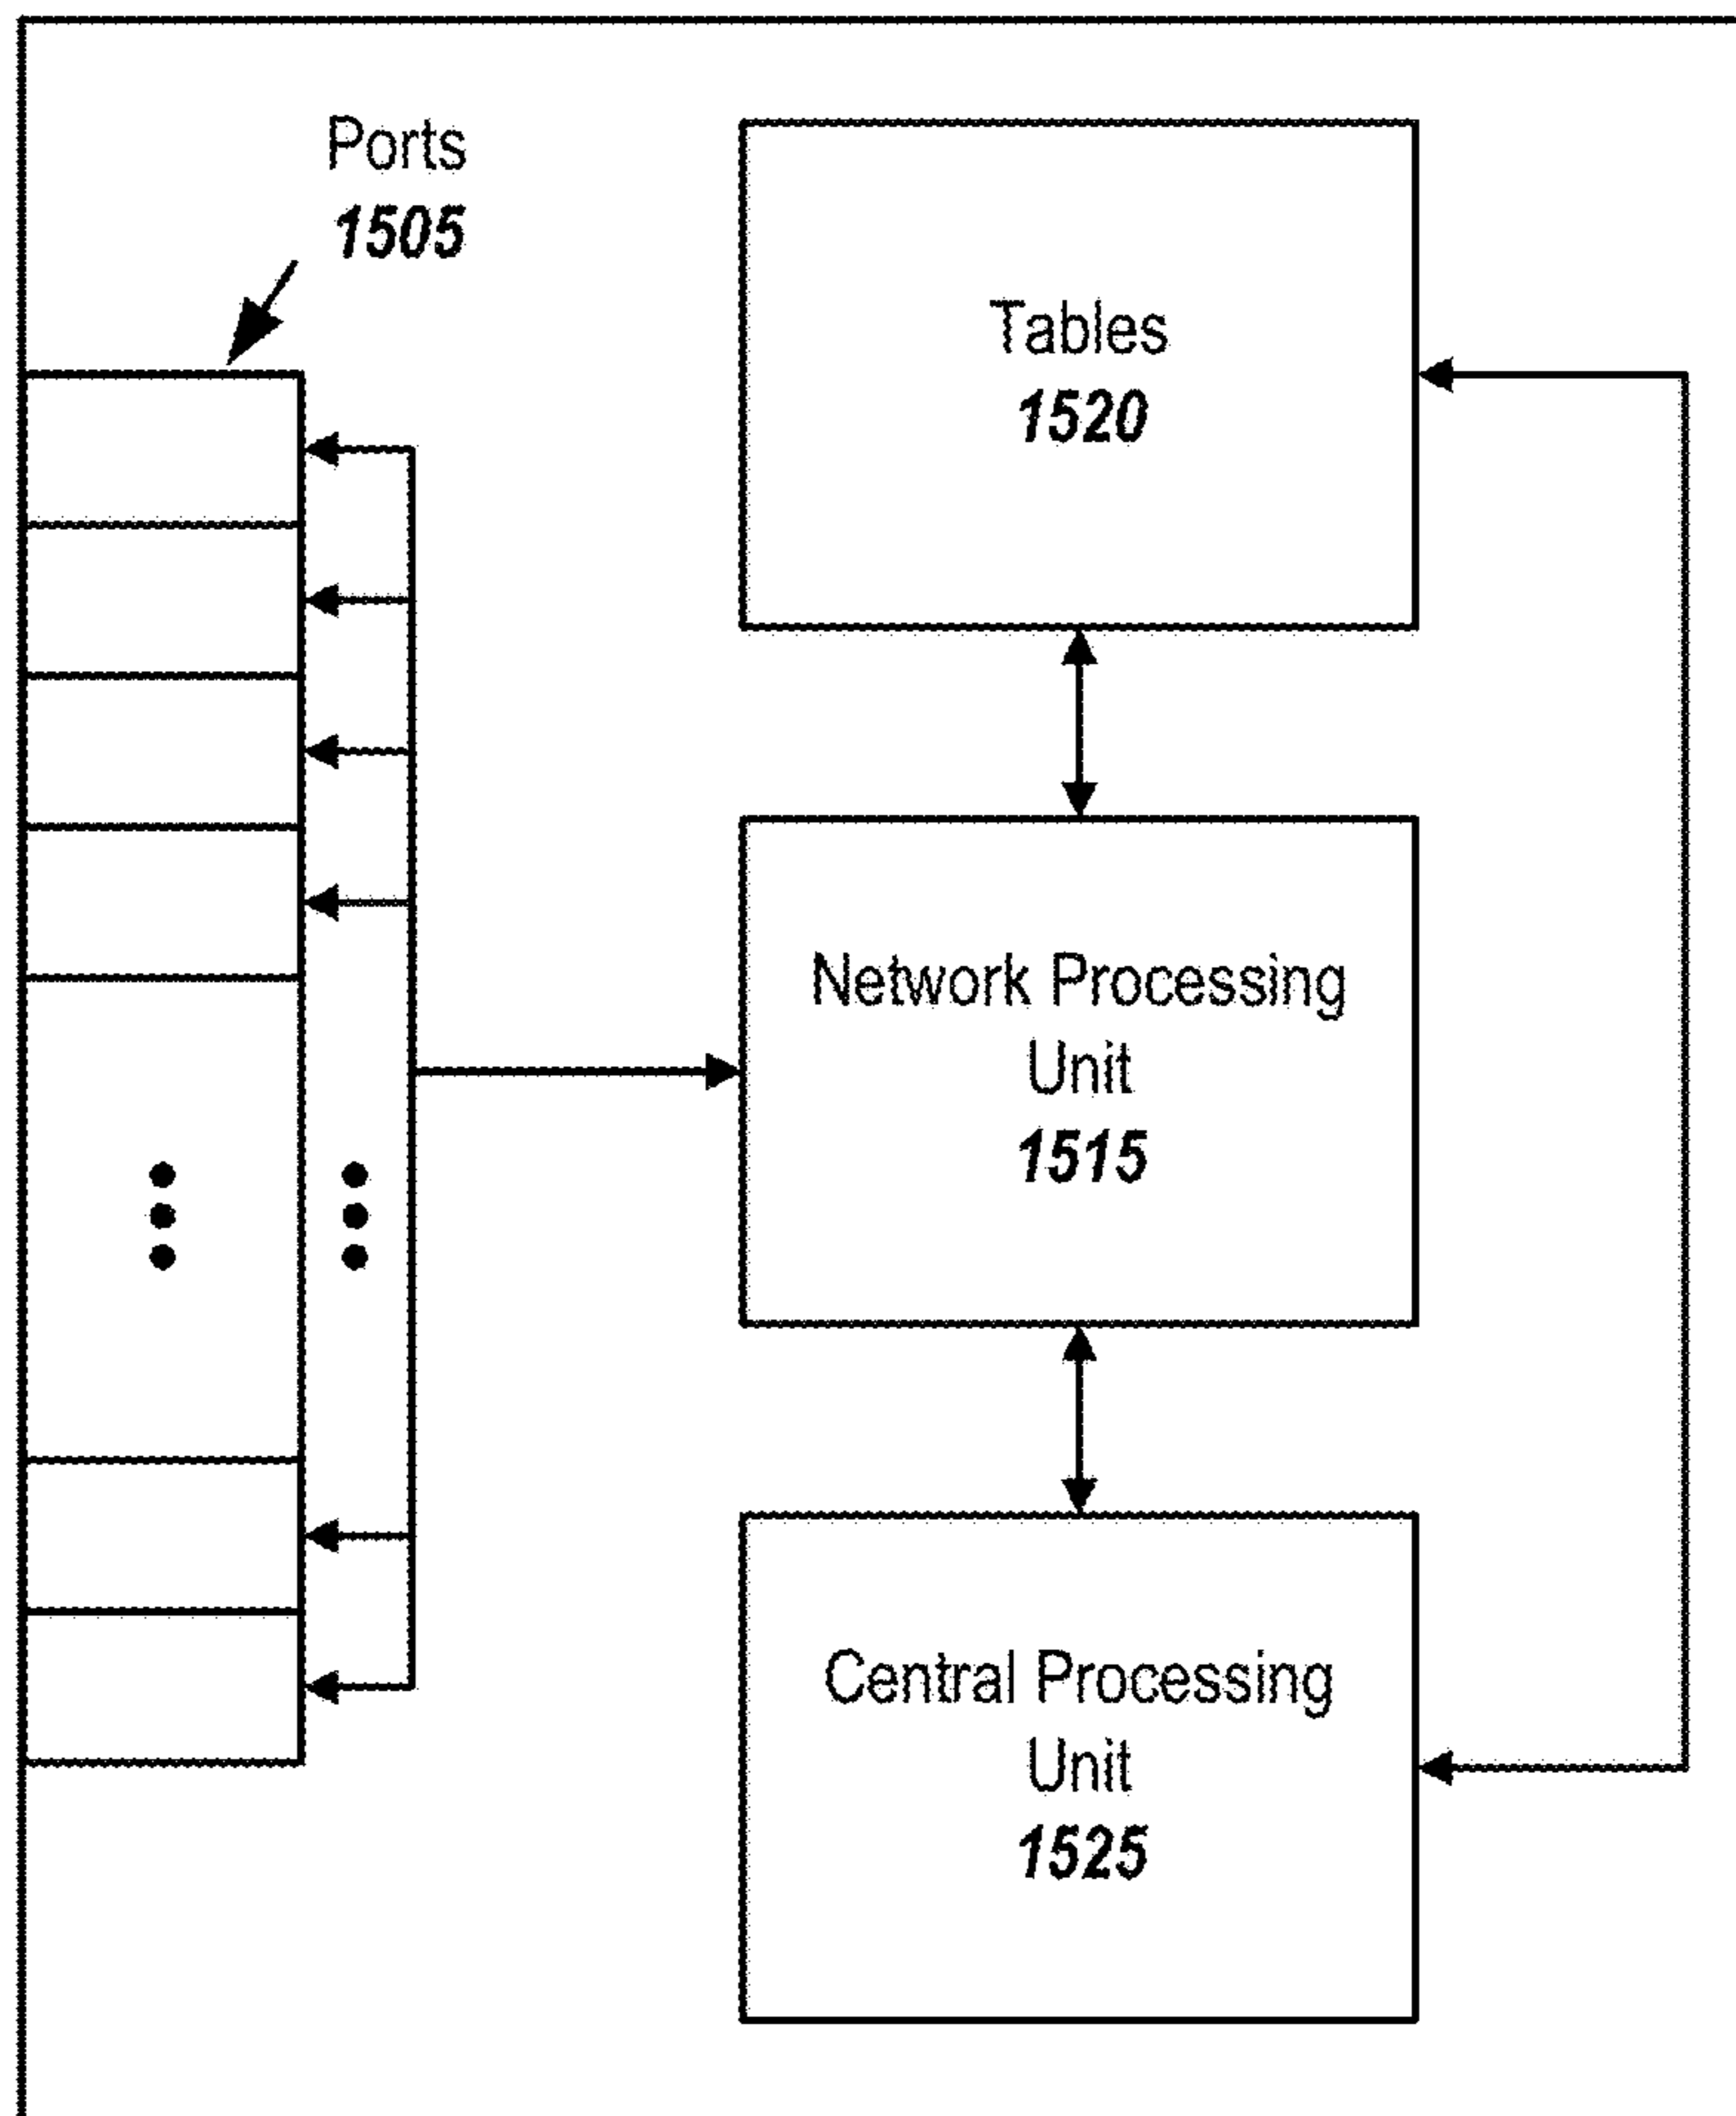 Ports
1505
Tables
1520
Network Processing
Unit
1515
Central Processing
Unit
1525